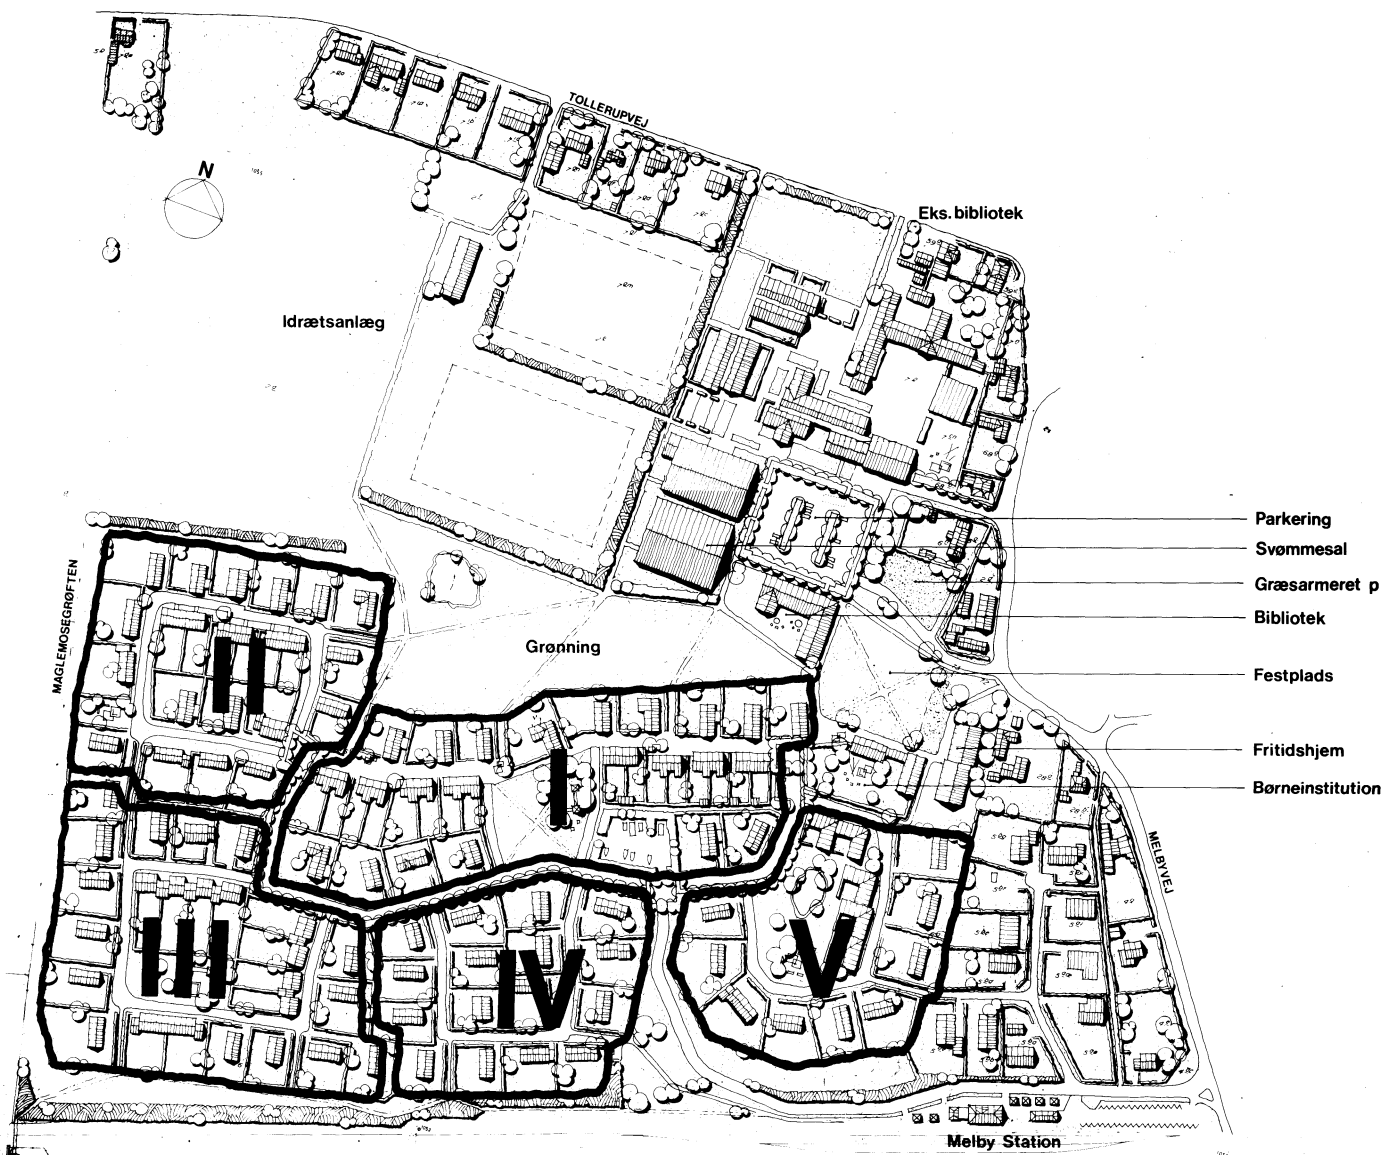 TOLLERUPVEJ
N
Eks. bibliotek
Idrætsanlæg
Parkering
Svømmesal
Græsarmeret p
Bibliotek
MAGLEMOSEGRØFTEN
Grønning
Festplads
II
Fritidshjem
I
Børneinstitution
MELBYVEJ
III
IV
V
Melby Station